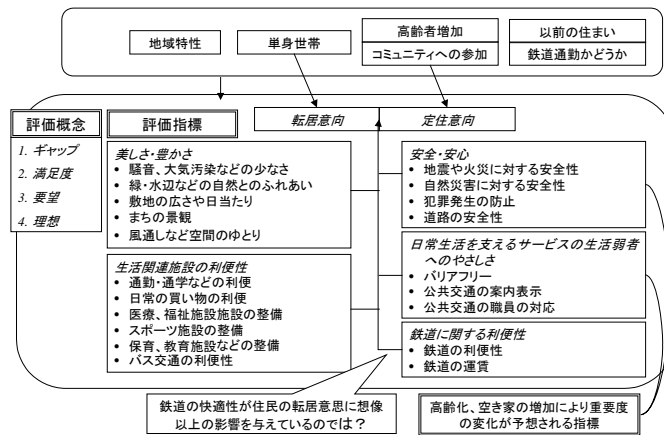 地域特性
単身世帯
高齢者増加
コミュニティへの参加
以前の住まい
鉄道通勤かどうか
評価概念
1. ギャップ
2. 満足度
3. 要望
4. 理想
評価指標
転居意向
定住意向
美しさ・豊かさ
• 騒音、大気汚染などの少なさ
• 緑・水辺などの自然とのふれあい
• 敷地の広さや日当たり
• まちの景観
• 風通しなど空間のゆとり
生活関連施設の利便性
• 通勤・通学などの利便
• 日常の買い物の利便
• 医療、福祉施設施設の整備
• スポーツ施設の整備
• 保育、教育施設などの整備
• バス交通の利便性
安全・安心
• 地震や火災に対する安全性
• 自然災害に対する安全性
• 犯罪発生の防止
• 道路の安全性
日常生活を支えるサービスの生活弱者
へのやさしさ
• バリアフリー
• 公共交通の案内表示
• 公共交通の職員の対応
鉄道に関する利便性
• 鉄道の利便性
• 鉄道の運賃
鉄道の快適性が住民の転居意思に想像
以上の影響を与えているのでは？
高齢化、空き家の増加により重要度
の変化が予想される指標